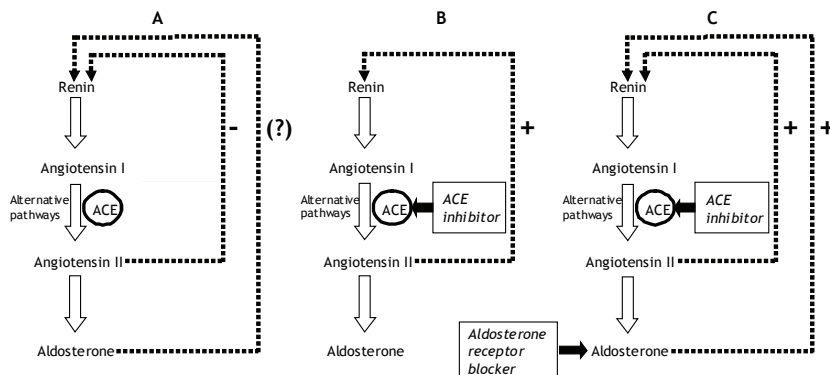 A
Renin
-
(?)
Angiotensin I
Alternative
pathways
ACE
Angiotensin II
Aldosterone
B
Renin
+
Angiotensin I
Alternative
pathways
ACE
ACE
inhibitor
Angiotensin II
Aldosterone
C
Renin
+
+
Angiotensin I
Alternative
pathways
ACE
ACE
inhibitor
Angiotensin II
Aldosterone
receptor
blocker
Aldosterone